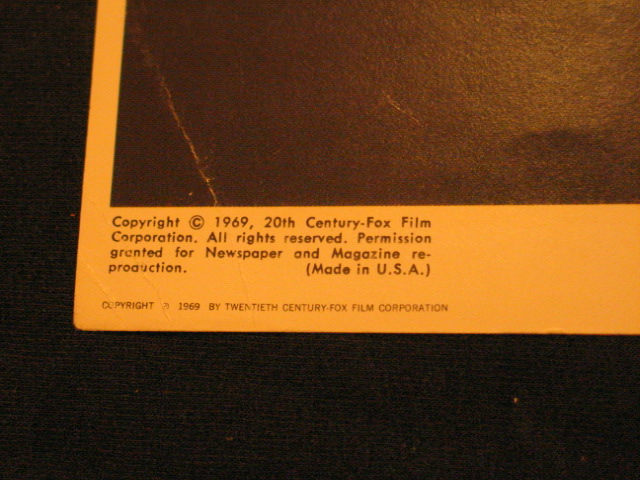 Copyright © 1969, 20th Century-Fox Film
Corporation. All rights reserved. Permission
granted for Newspaper and Magazine re-
production. (Made in U.S.A.)
COPYRIGHT © 1969 BY TWENTIETH CENTURY-FOX FILM CORPORATION